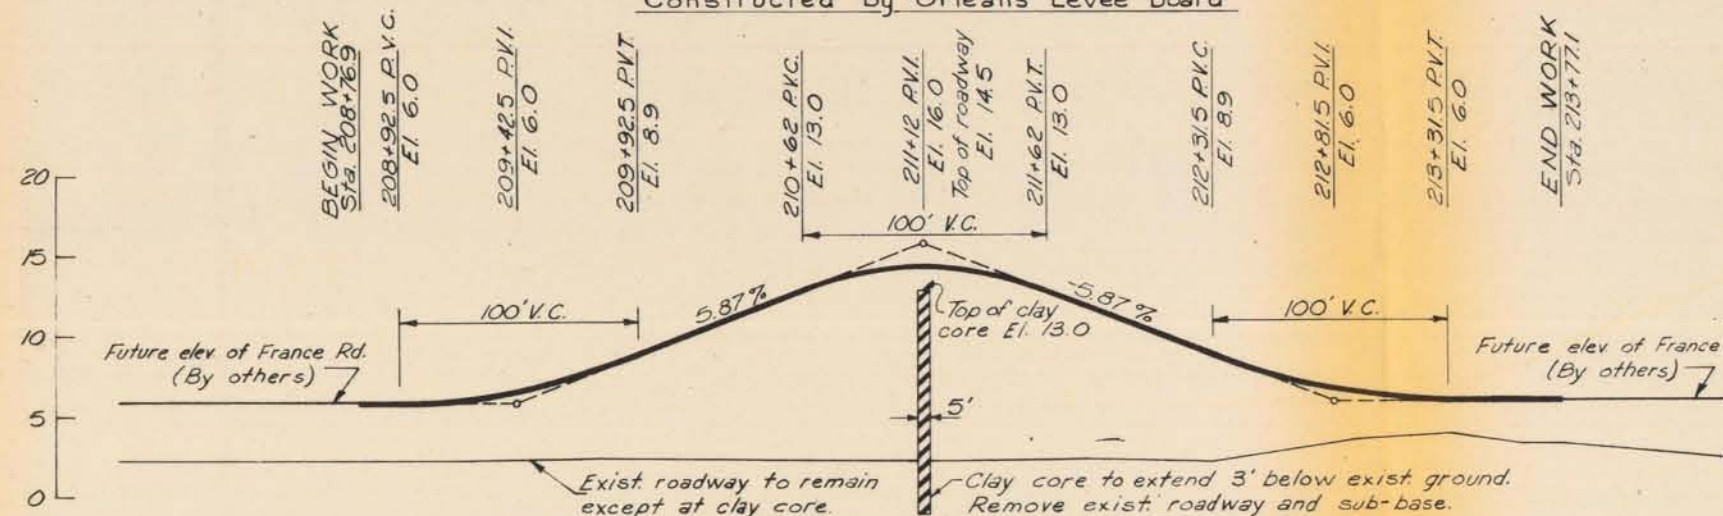 Constructed By Orleans Levee Board
BEGIN WORK
Sta. 208+76.9
208+92.5 P.V.C.
El. 6.0
209+42.5 P.V.I.
El. 6.0
209+92.5 P.V.T.
El. 8.9
210+62 P.V.C.
El. 13.0
211+12 P.V.I.
El. 16.0
Top of roadway
El. 14.5
211+62 P.V.T.
El. 13.0
212+31.5 P.V.C.
El. 8.9
212+81.5 P.V.I.
El. 6.0
213+31.5 P.V.T.
El. 6.0
END WORK
Sta. 213+77.1
20
15
10
5
0
100' V.C.
100' V.C.
100' V.C.
5.87%
-5.87%
Top of clay
core El. 13.0
Future elev of France Rd.
(By others)
Future elev of France
(By others)
5'
Exist. roadway to remain
except at clay core.
Clay core to extend 3' below exist. ground.
Remove exist. roadway and sub-base.